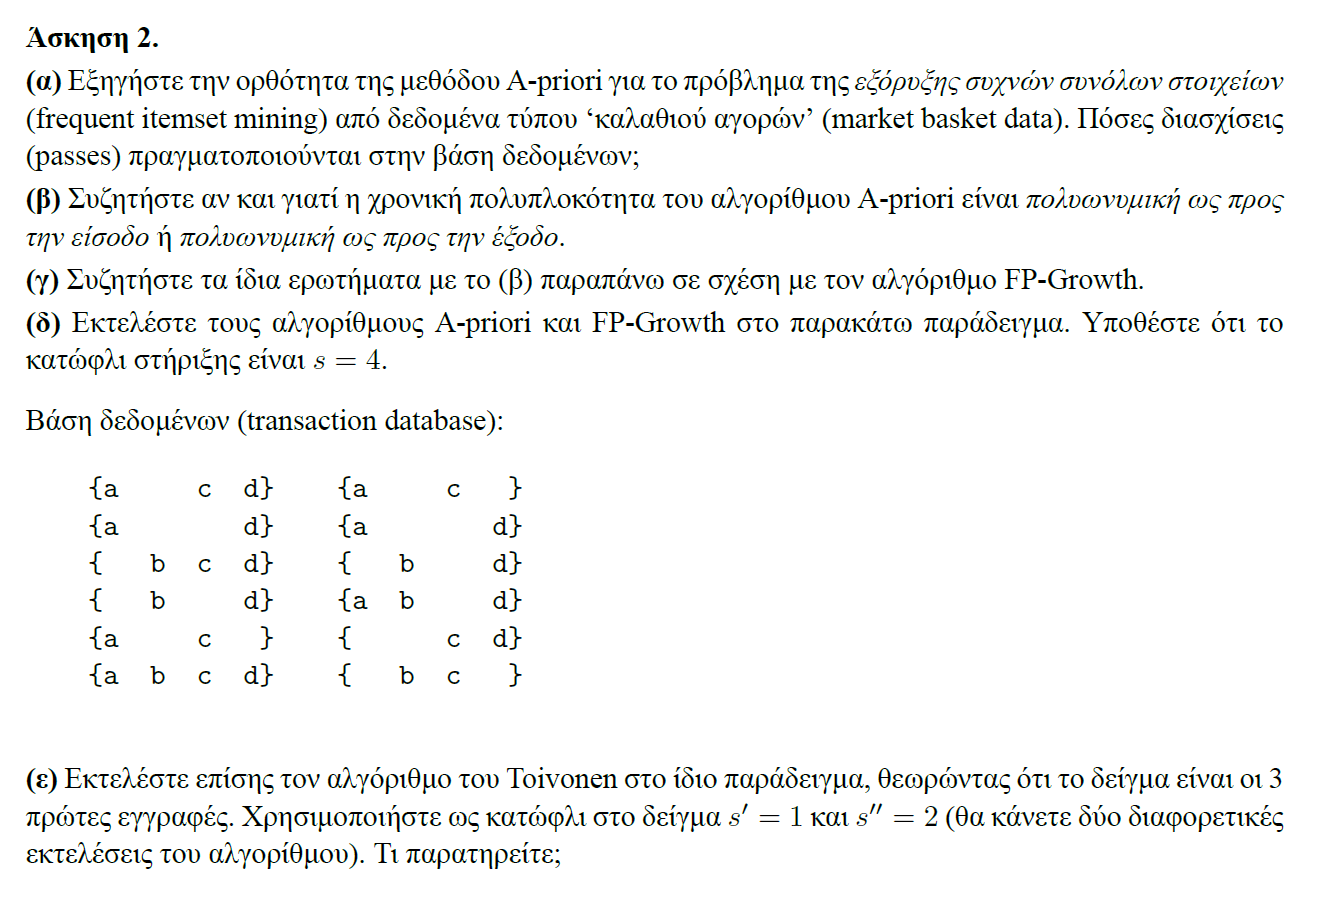 Άσκηση 2.
(α) Εξηγήστε την ορθότητα της μεθόδου A-priori για το πρόβλημα της εξόρυξης συχνών συνόλων στοιχείων
(frequent itemset mining) από δεδομένα τύπου ‘καλαθιού αγορών’ (market basket data). Πόσες διασχίσεις
(passes) πραγματοποιούνται στην βάση δεδομένων;
(β) Συζητήστε αν και γιατί η χρονική πολυπλοκότητα του αλγορίθμου A-priori είναι πολυωνυμική ως προς
την είσοδο ή πολυωνυμική ως προς την έξοδο.
(γ) Συζητήστε τα ίδια ερωτήματα με το (β) παραπάνω σε σχέση με τον αλγόριθμο FP-Growth.
(δ) Εκτελέστε τους αλγορίθμους A-priori και FP-Growth στο παρακάτω παράδειγμα. Υποθέστε ότι το
κατώφλι στήριξης είναι s = 4.
Βάση δεδομένων (transaction database):
{a c d} {a c }
{a d} {a d}
{ b c d} { b d}
{ b d} {a b d}
{a c } { c d}
{a b c d} { b c }
(ε) Εκτελέστε επίσης τον αλγόριθμο του Toivonen στο ίδιο παράδειγμα, θεωρώντας ότι το δείγμα είναι οι 3
πρώτες εγγραφές. Χρησιμοποιήστε ως κατώφλι στο δείγμα s′ = 1 και s″ = 2 (θα κάνετε δύο διαφορετικές
εκτελέσεις του αλγορίθμου). Τι παρατηρείτε;